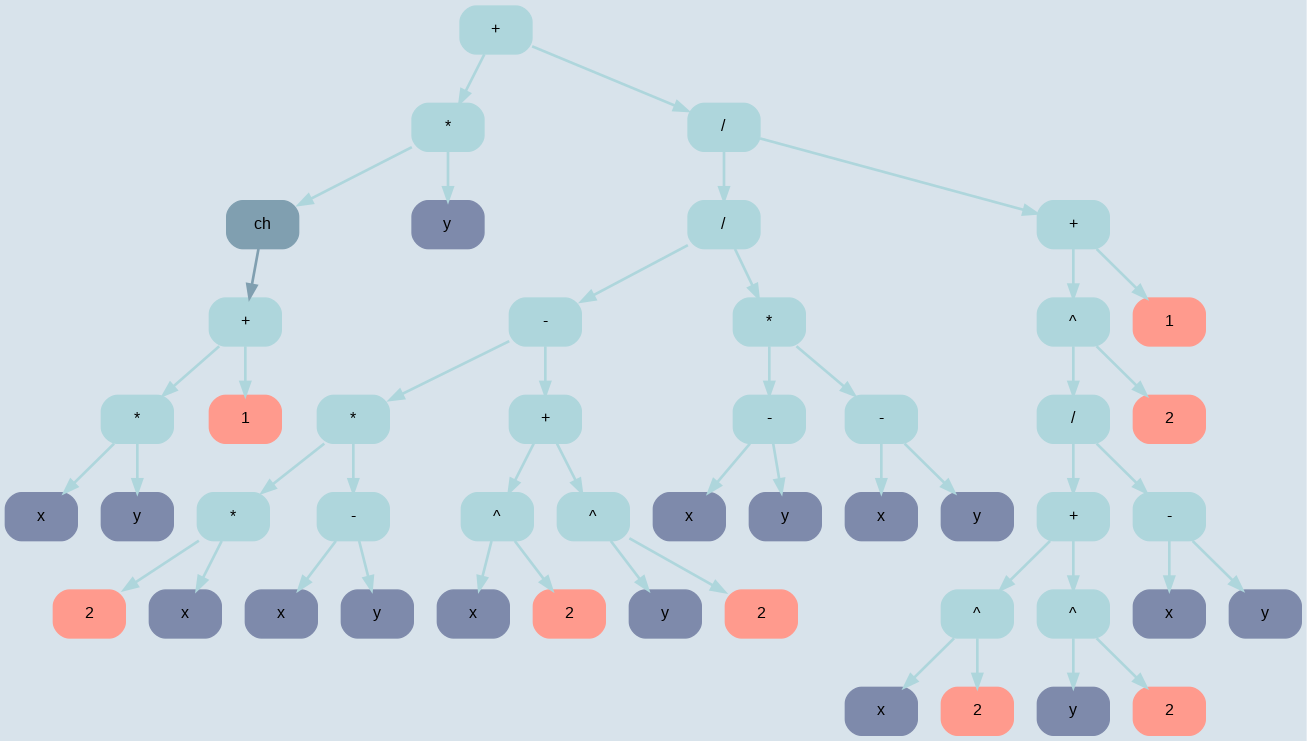 +
* /
ch y / +
+ - * ^ 1
* 1 * + - - / 2
x y * - ^ ^ x y x y + -
2 x x y x 2 y 2 ^ ^ x y
x 2 y 2